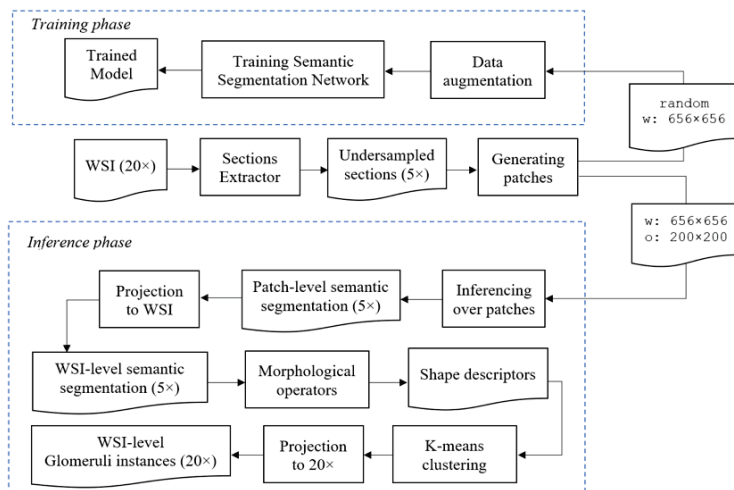 Training phase
Trained
Model
Training Semantic
Segmentation Network
Data
augmentation
random
w: 656×656
WSI (20×)
Sections
Extractor
Undersampled
sections (5×)
Generating
patches
w: 656×656
o: 200×200
Inference phase
Projection
to WSI
Patch-level semantic
segmentation (5×)
Inferencing
over patches
WSI-level semantic
segmentation (5×)
Morphological
operators
Shape descriptors
WSI-level
Glomeruli instances (20×)
Projection
to 20×
K-means
clustering